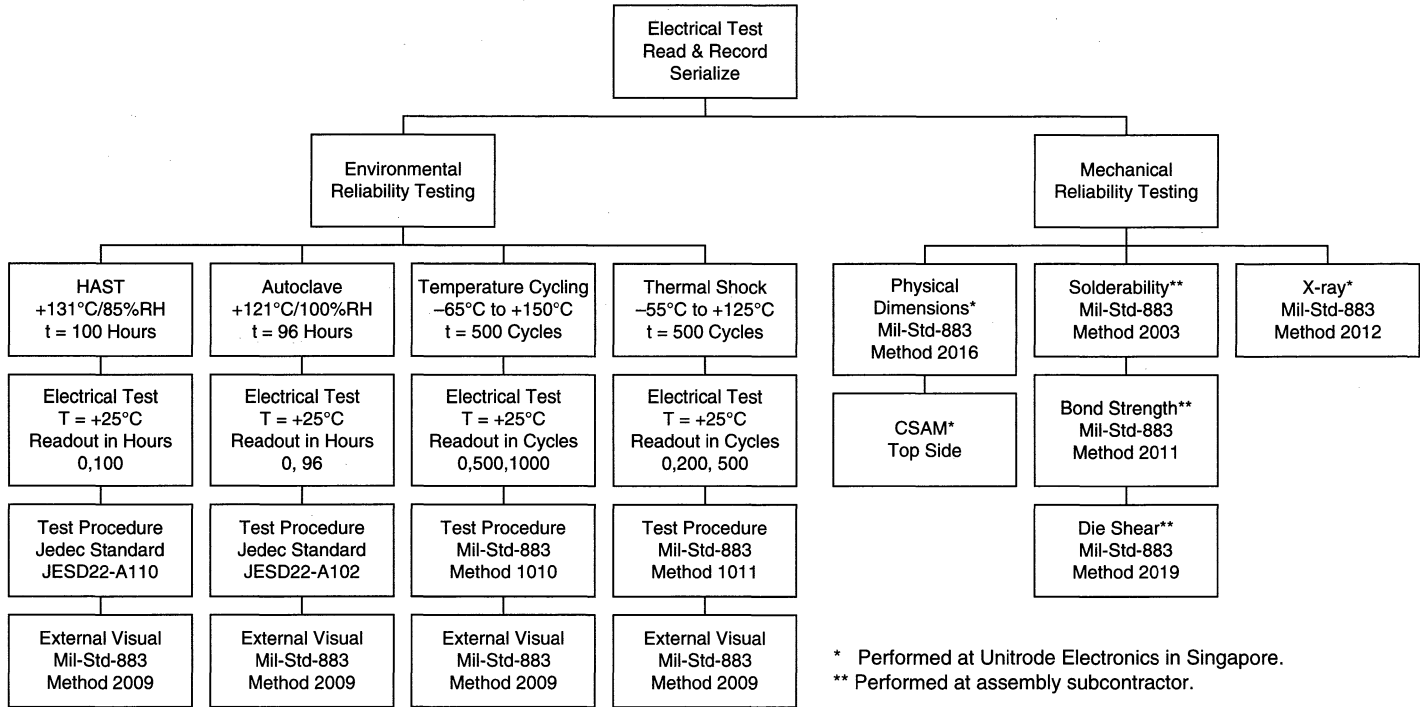 Electrical Test
Read & Record
Serialize
Environmental
Reliability Testing
Mechanical
Reliability Testing
HAST
+131°C/85%RH
t = 100 Hours
Autoclave
+121°C/100%RH
t = 96 Hours
Temperature Cycling
–65°C to +150°C
t = 500 Cycles
Thermal Shock
–55°C to +125°C
t = 500 Cycles
Physical
Dimensions*
Mil-Std-883
Method 2016
Solderability**
Mil-Std-883
Method 2003
X-ray*
Mil-Std-883
Method 2012
Electrical Test
T = +25°C
Readout in Hours
0,100
Electrical Test
T = +25°C
Readout in Hours
0, 96
Electrical Test
T = +25°C
Readout in Cycles
0,500,1000
Electrical Test
T = +25°C
Readout in Cycles
0,200, 500
CSAM*
Top Side
Bond Strength**
Mil-Std-883
Method 2011
Test Procedure
Jedec Standard
JESD22-A110
Test Procedure
Jedec Standard
JESD22-A102
Test Procedure
Mil-Std-883
Method 1010
Test Procedure
Mil-Std-883
Method 1011
Die Shear**
Mil-Std-883
Method 2019
External Visual
Mil-Std-883
Method 2009
External Visual
Mil-Std-883
Method 2009
External Visual
Mil-Std-883
Method 2009
External Visual
Mil-Std-883
Method 2009
* Performed at Unitrode Electronics in Singapore.
** Performed at assembly subcontractor.